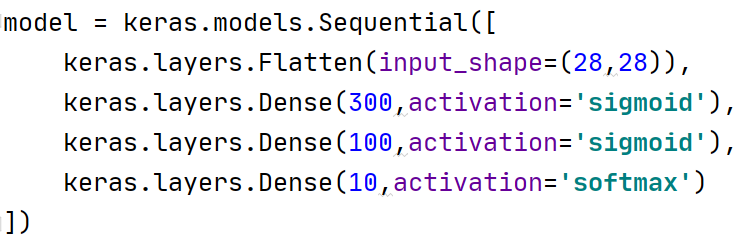 model = keras.models.Sequential([
    keras.layers.Flatten(input_shape=(28,28)),
    keras.layers.Dense(300,activation='sigmoid'),
    keras.layers.Dense(100,activation='sigmoid'),
    keras.layers.Dense(10,activation='softmax')
])